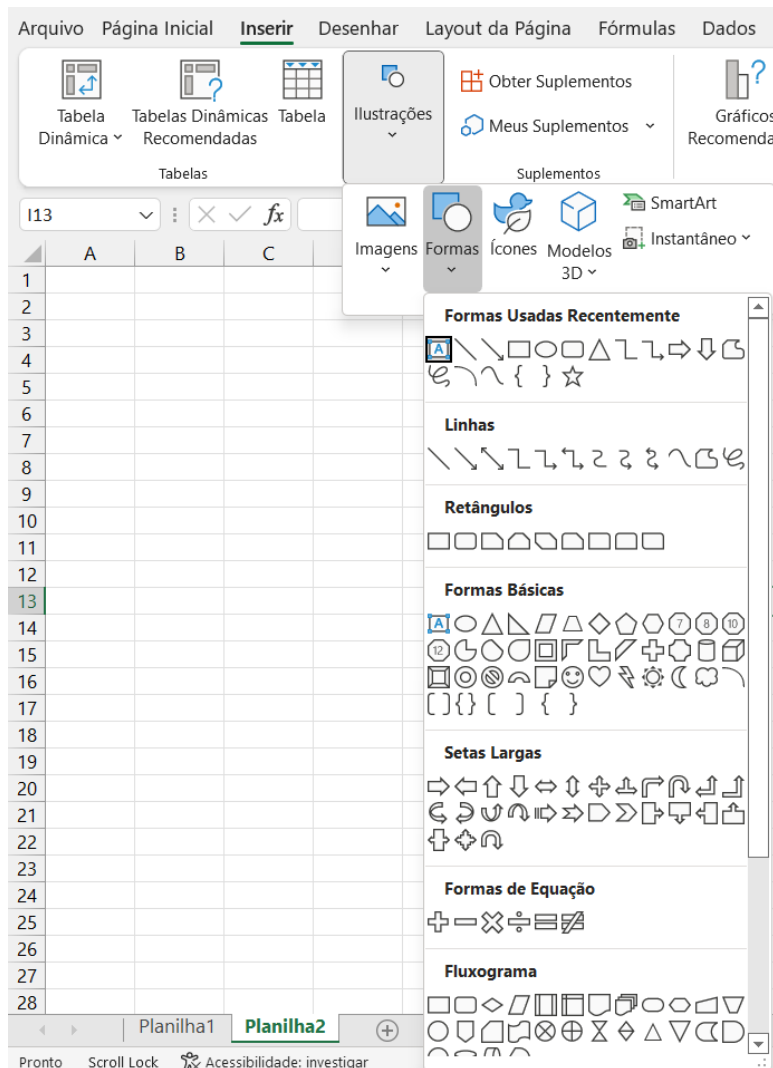 Arquivo Página Inicial Inserir Desenhar Layout da Página Fórmulas Dados
Tabela Dinâmica
Tabelas Dinâmicas Recomendadas
Tabela
Tabelas
Ilustrações
Obter Suplementos
Meus Suplementos
Suplementos
Gráficos
I13
fx
Imagens
Formas
Ícones
Modelos 3D
SmartArt
Instantâneo
A B C
1
2
3
4
5
6
7
8
9
10
11
12
13
14
15
16
17
18
19
20
21
22
23
24
25
26
27
28
Formas Usadas Recentemente
A
Linhas
Retângulos
Formas Básicas
A 7 8 10
12
Setas Largas
Formas de Equação
Fluxograma
Planilha1 Planilha2
Pronto Scroll Lock Acessibilidade: investigar